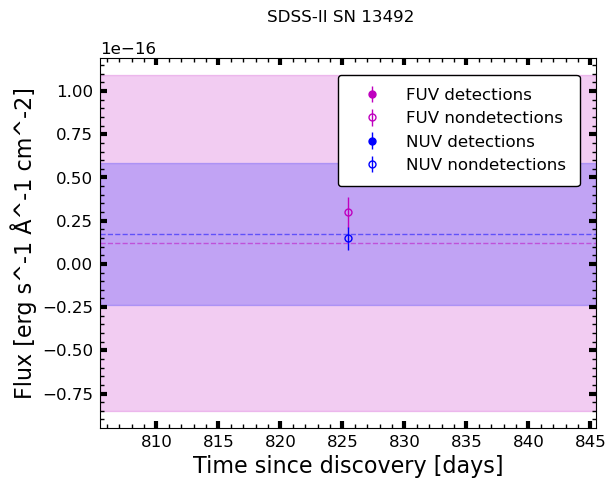 SDSS-II SN 13492
1e−16
1.00
0.75
0.50
0.25
0.00
−0.25
−0.50
−0.75
Flux [erg s^-1 Å^-1 cm^-2]
FUV detections
FUV nondetections
NUV detections
NUV nondetections
810 815 820 825 830 835 840 845
Time since discovery [days]